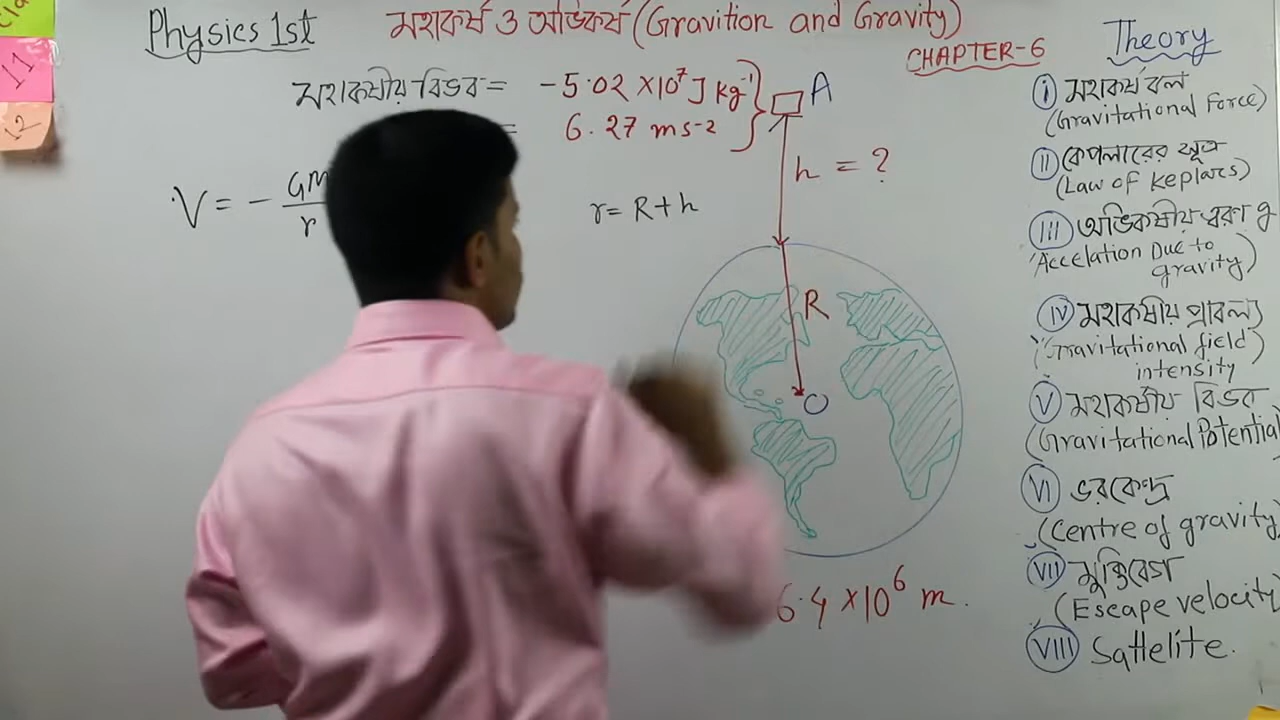 Physics 1st
মহাকর্ষ ও অভিকর্ষ (Gravition and Gravity)
CHAPTER-6
মহাকর্ষীয় বিভব = -5.02 ×10⁷ J kg⁻¹
= 6.27 ms⁻²
A
h = ?
V = - GM
r
r = R + h
R
O
6.4 ×10⁶ m.
Theory
i মহাকর্ষ বল
(Gravitational Force)
II কেপলারের সূত্র
(Law of Keplars)
III অভিকর্ষীয় ত্বরণ g
(Accelation Due to
gravity)
IV মহাকর্ষীয় প্রাবল্য
(Gravitational field
intensity)
V মহাকর্ষীয় বিভব
(Gravitational Potential
VI ভরকেন্দ্র
(Centre of gravity)
VII মুক্তিবেগ
(Escape velocity
VIII Sattelite.
11
12